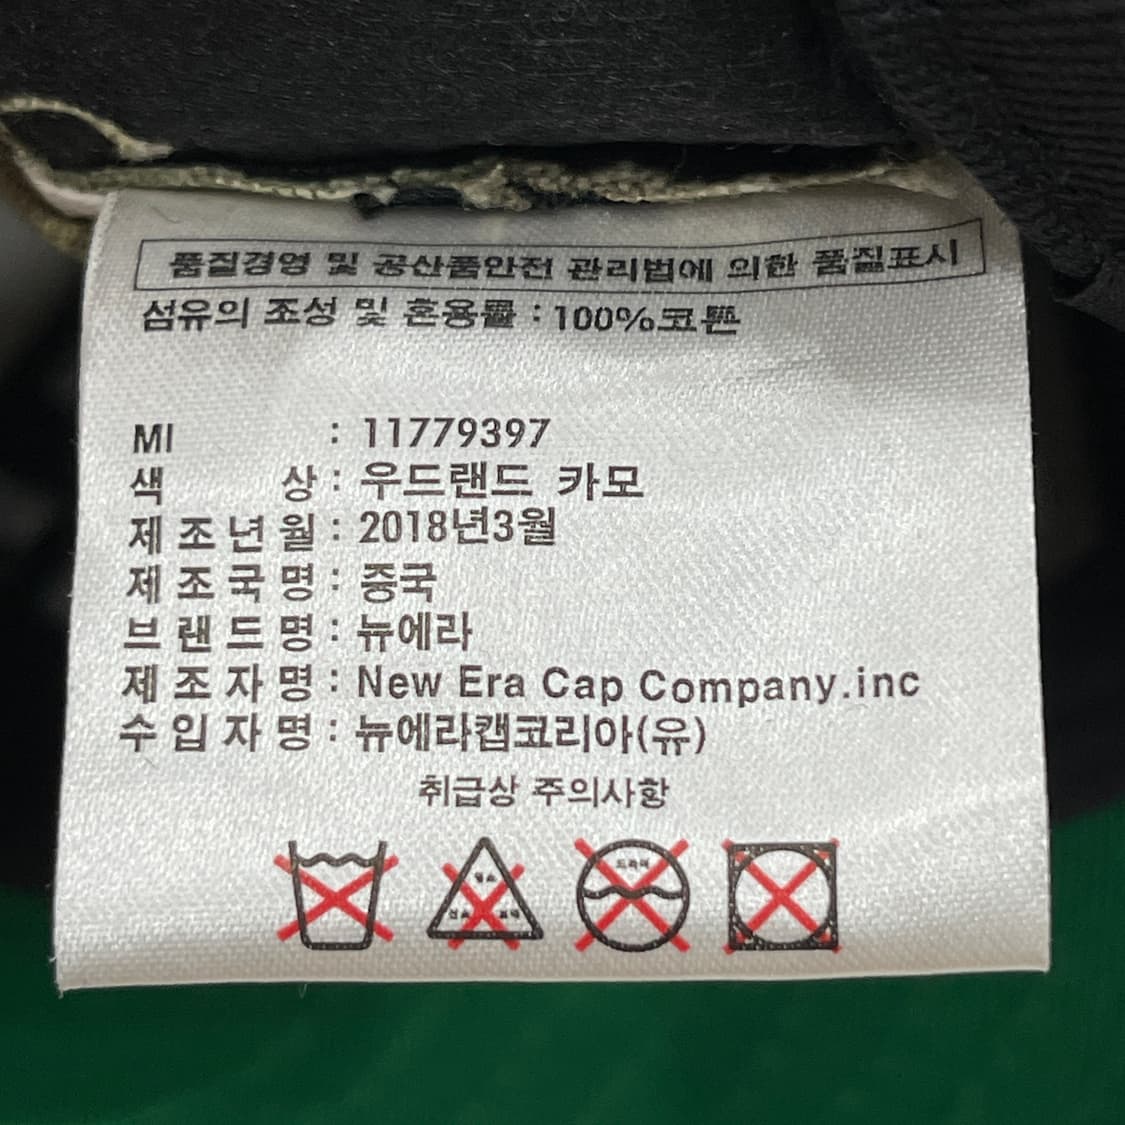 품질경영 및 공산품안전 관리법에 의한 품질표시
섬유의 조성 및 혼용률 : 100%코튼
MI : 11779397
색 상 : 우드랜드 카모
제조년월 : 2018년3월
제조국명 : 중국
브랜드명 : 뉴에라
제조자명 : New Era Cap Company.inc
수입자명 : 뉴에라캡코리아(유)
취급상 주의사항